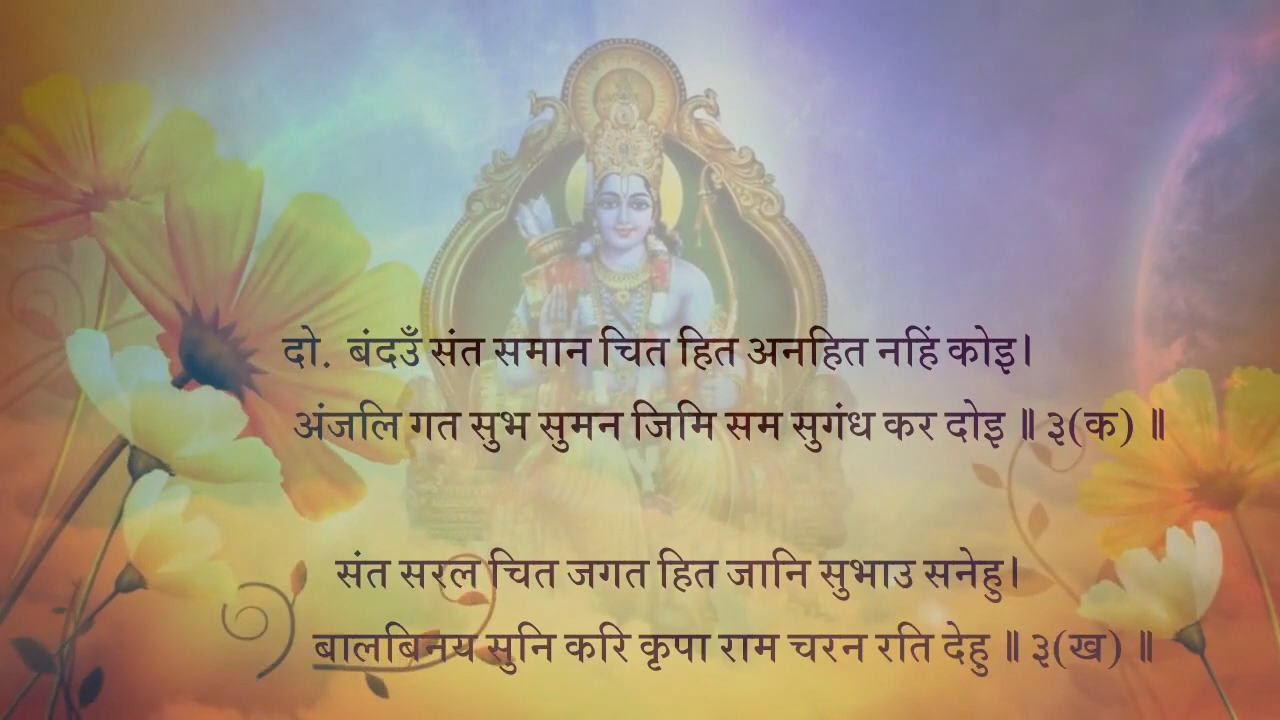 दो. बंदउँ संत समान चित हित अनहित नहिं कोइ।
अंजलि गत सुभ सुमन जिमि सम सुगंध कर दोइ ॥ ३(क) ॥
संत सरल चित जगत हित जानि सुभाउ सनेहु।
बालबिनय सुनि करि कृपा राम चरन रति देहु ॥ ३(ख) ॥